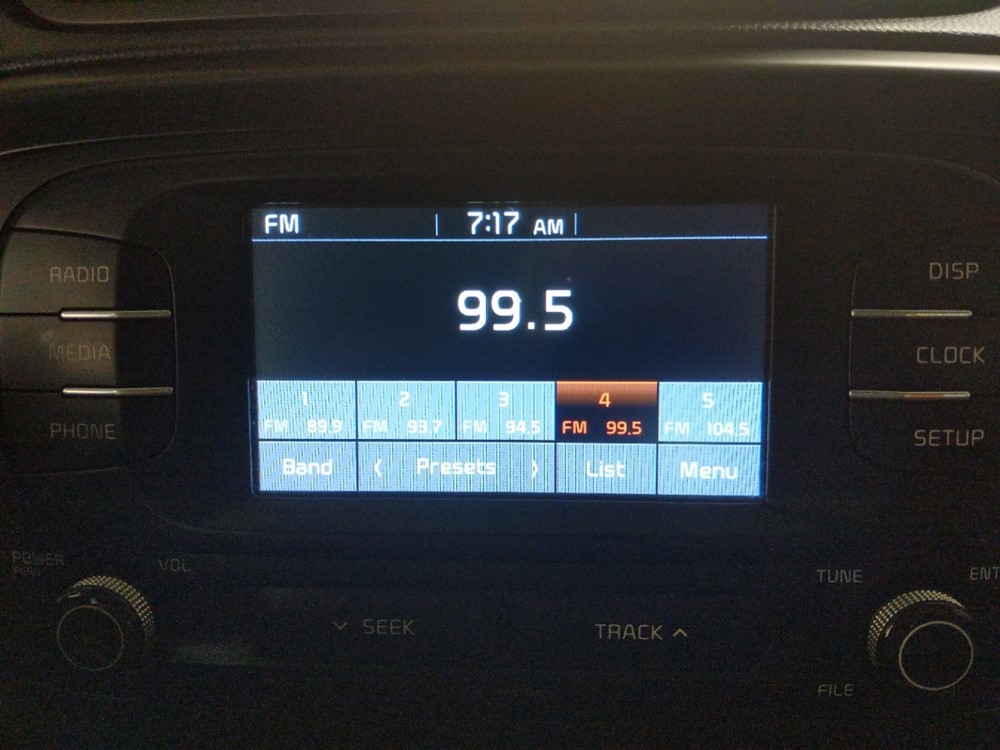 FM 7:17 AM
99.5
1 2 3 4 5
FM 89.9 FM 93.7 FM 94.5 FM 99.5 FM 104.5
Band Presets List Menu
RADIO
MEDIA
PHONE
DISP
CLOCK
SETUP
POWER
VOL
SEEK
TRACK
TUNE
ENT
FILE